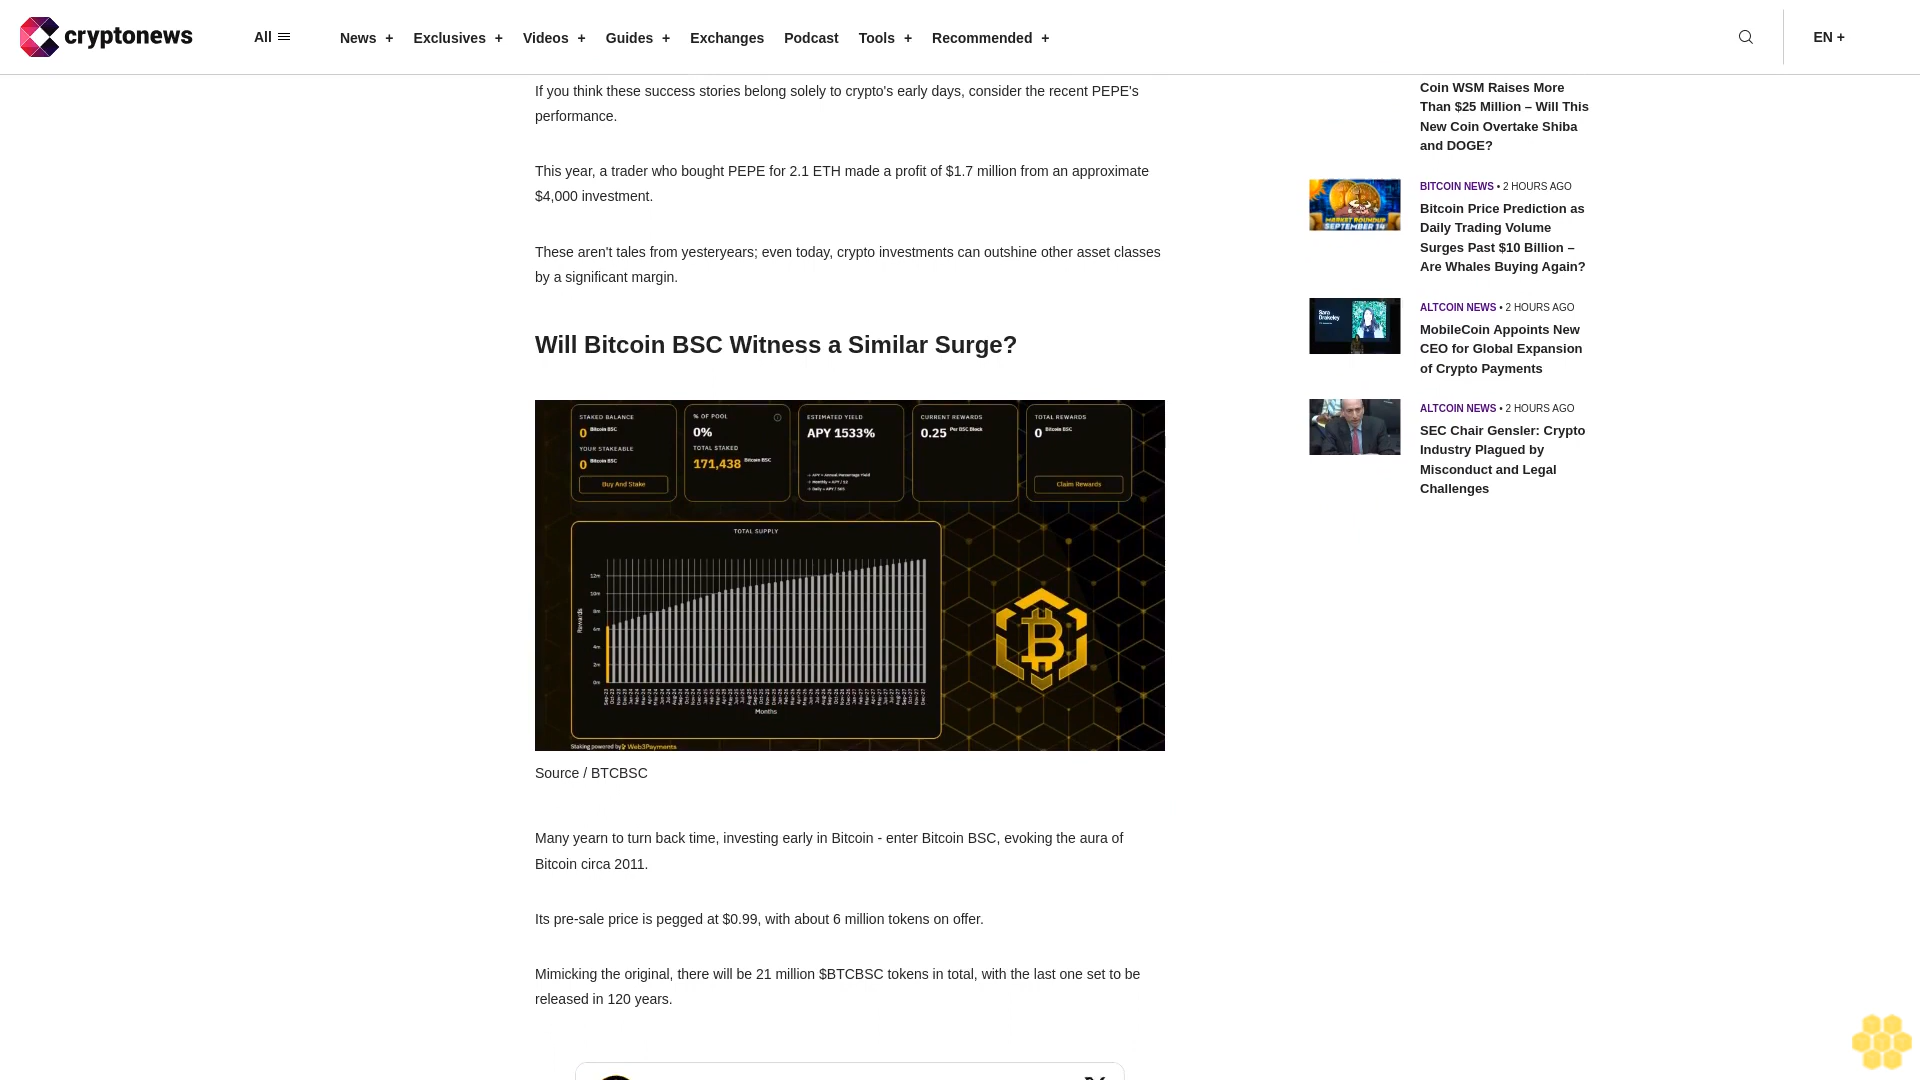 cryptonews
All
News +
Exclusives +
Videos +
Guides +
Exchanges
Podcast
Tools +
Recommended +
EN +
If you think these success stories belong solely to crypto's early days, consider the recent PEPE's
performance.
This year, a trader who bought PEPE for 2.1 ETH made a profit of $1.7 million from an approximate
$4,000 investment.
These aren't tales from yesteryears; even today, crypto investments can outshine other asset classes
by a significant margin.
Will Bitcoin BSC Witness a Similar Surge?
STAKED BALANCE
0 Bitcoin BSC
YOUR STAKEABLE
0 Bitcoin BSC
Buy And Stake
% OF POOL
0%
TOTAL STAKED
171,438 Bitcoin BSC
ESTIMATED YIELD
APY 1533%
CURRENT REWARDS
0.25 Per BSC Block
TOTAL REWARDS
0 Bitcoin BSC
Claim Rewards
TOTAL SUPPLY
12m
10m
8m
6m
4m
2m
0m
Rewards
Months
Staking powered by Web3Payments
Source / BTCBSC
Many yearn to turn back time, investing early in Bitcoin - enter Bitcoin BSC, evoking the aura of
Bitcoin circa 2011.
Its pre-sale price is pegged at $0.99, with about 6 million tokens on offer.
Mimicking the original, there will be 21 million $BTCBSC tokens in total, with the last one set to be
released in 120 years.
Coin WSM Raises More
Than $25 Million – Will This
New Coin Overtake Shiba
and DOGE?
MARKET ROUNDUP
SEPTEMBER 14
BITCOIN NEWS • 2 HOURS AGO
Bitcoin Price Prediction as
Daily Trading Volume
Surges Past $10 Billion –
Are Whales Buying Again?
Sara
Drakeley
ALTCOIN NEWS • 2 HOURS AGO
MobileCoin Appoints New
CEO for Global Expansion
of Crypto Payments
ALTCOIN NEWS • 2 HOURS AGO
SEC Chair Gensler: Crypto
Industry Plagued by
Misconduct and Legal
Challenges